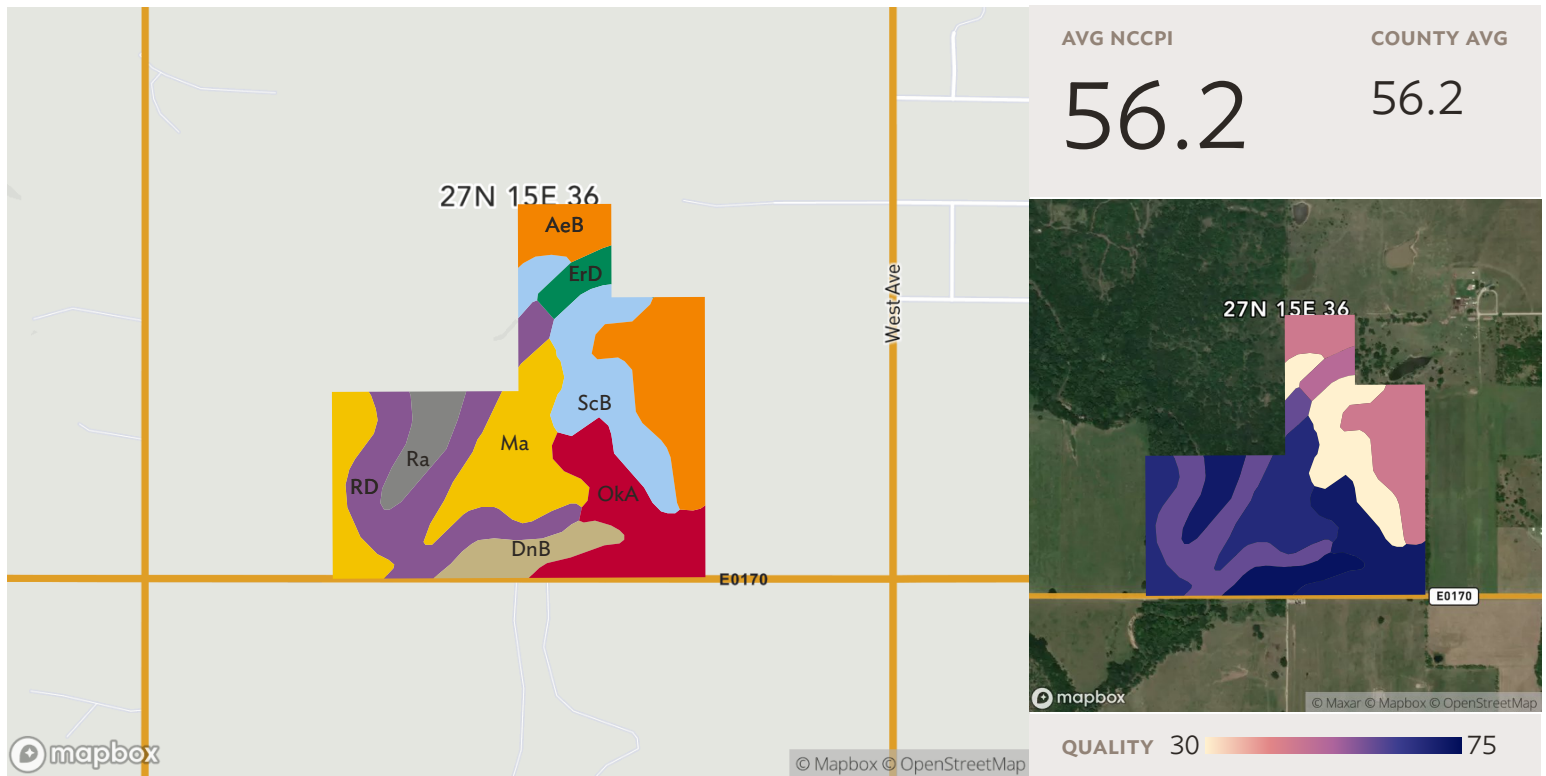 27N 15E 36
AeB
ErD
ScB
Ma
Ra
RD
OkA
DnB
West Ave
E0170
mapbox
© Mapbox © OpenStreetMap
AVG NCCPI
COUNTY AVG
56.2
56.2
27N 15E 36
E0170
mapbox
© Maxar © Mapbox © OpenStreetMap
QUALITY 30 75